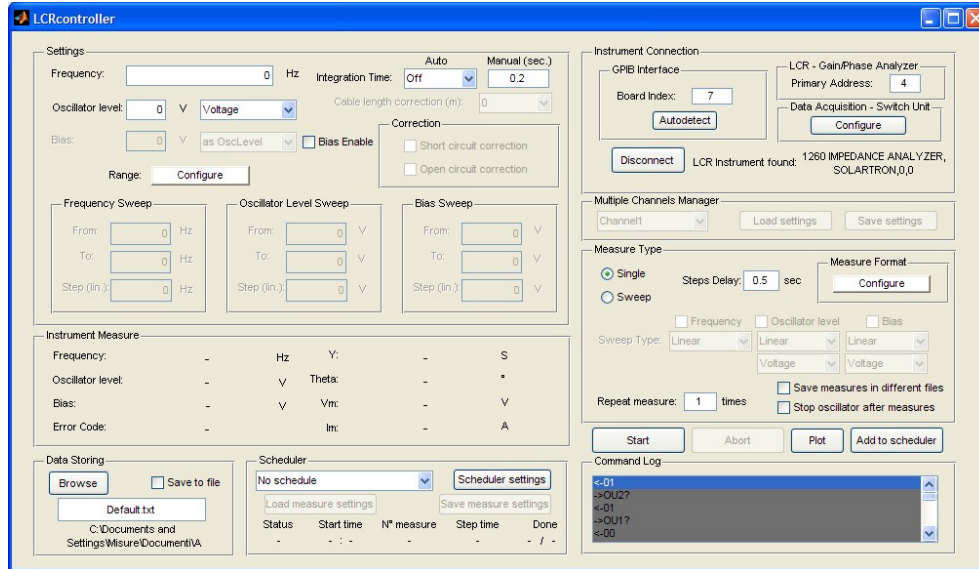 LCRcontroller
Settings
Frequency: 0 Hz
Auto Manual (sec.)
Integration Time: Off 0.2
Oscillator level: 0 V Voltage
Cable length correction (m): 0
Bias: 0 V as OscLevel Bias Enable
Correction
Short circuit correction
Open circuit correction
Range: Configure
Frequency Sweep
From: 0 Hz
To: 0 Hz
Step (lin.): 0 Hz
Oscillator Level Sweep
From: 0 V
To: 0 V
Step (lin.): 0 V
Bias Sweep
From: 0 V
To: 0 V
Step (lin.): 0 V
Instrument Measure
Frequency: - Hz Y: - S
Oscillator level: - V Theta: - °
Bias: - V Vm: - V
Error Code: - Im: - A
Data Storing
Browse Save to file
Default.txt
C:\Documents and
Settings\Misure\Documenti\A
Scheduler
No schedule Scheduler settings
Load measure settings Save measure settings
Status Start time N° measure Step time Done
- - : - - - - / -
Instrument Connection
GPIB Interface
Board Index: 7
Autodetect
LCR - Gain/Phase Analyzer
Primary Address: 4
Data Acquisition - Switch Unit
Configure
Disconnect LCR Instrument found: 1260 IMPEDANCE ANALYZER,
SOLARTRON,0,0
Multiple Channels Manager
Channel1 Load settings Save settings
Measure Type
Single
Sweep
Steps Delay: 0.5 sec
Measure Format
Configure
Frequency Oscillator level Bias
Sweep Type: Linear Linear Linear
Voltage Voltage
Save measures in different files
Repeat measure: 1 times
Stop oscillator after measures
Start Abort Plot Add to scheduler
Command Log
<-01
->OU2?
<-01
->OU1?
<-00